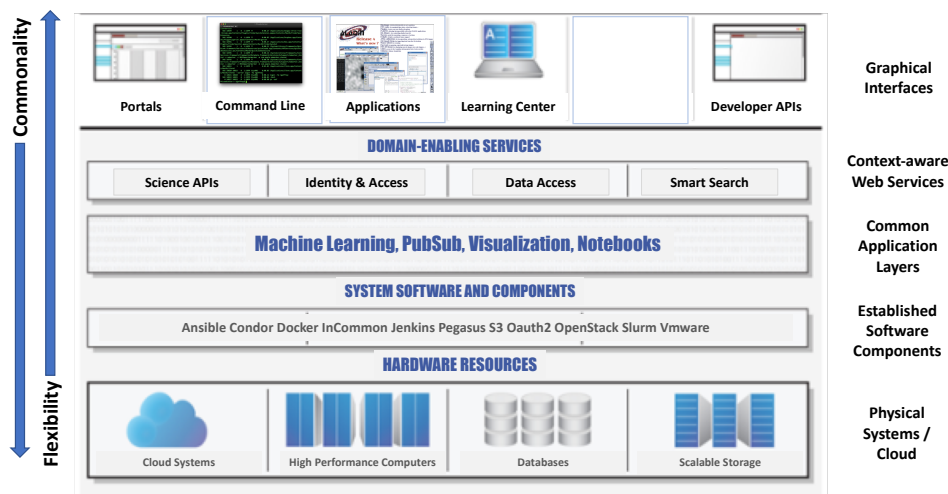 Commonality
Flexibility
Portals
Command Line
Applications
Learning Center
Developer APIs
Graphical
Interfaces
DOMAIN-ENABLING SERVICES
Science APIs
Identity & Access
Data Access
Smart Search
Context-aware
Web Services
Machine Learning, PubSub, Visualization, Notebooks
Common
Application
Layers
SYSTEM SOFTWARE AND COMPONENTS
Ansible Condor Docker InCommon Jenkins Pegasus S3 Oauth2 OpenStack Slurm Vmware
Established
Software
Components
HARDWARE RESOURCES
Cloud Systems
High Performance Computers
Databases
Scalable Storage
Physical
Systems /
Cloud